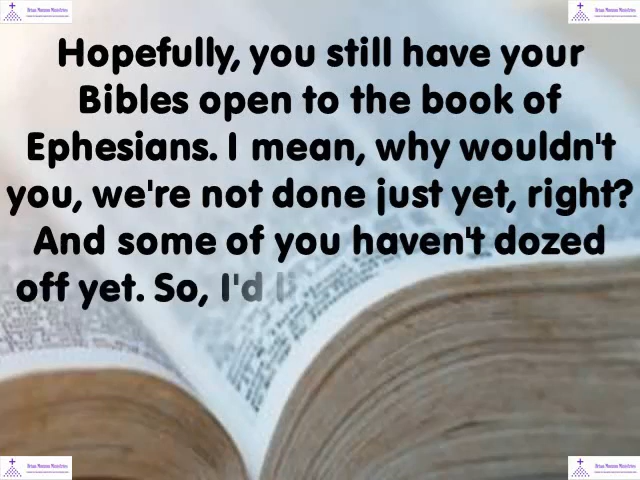 Hopefully, you still have your
Bibles open to the book of
Ephesians. I mean, why wouldn't
you, we're not done just yet, right?
And some of you haven't dozed
off yet. So, I'd